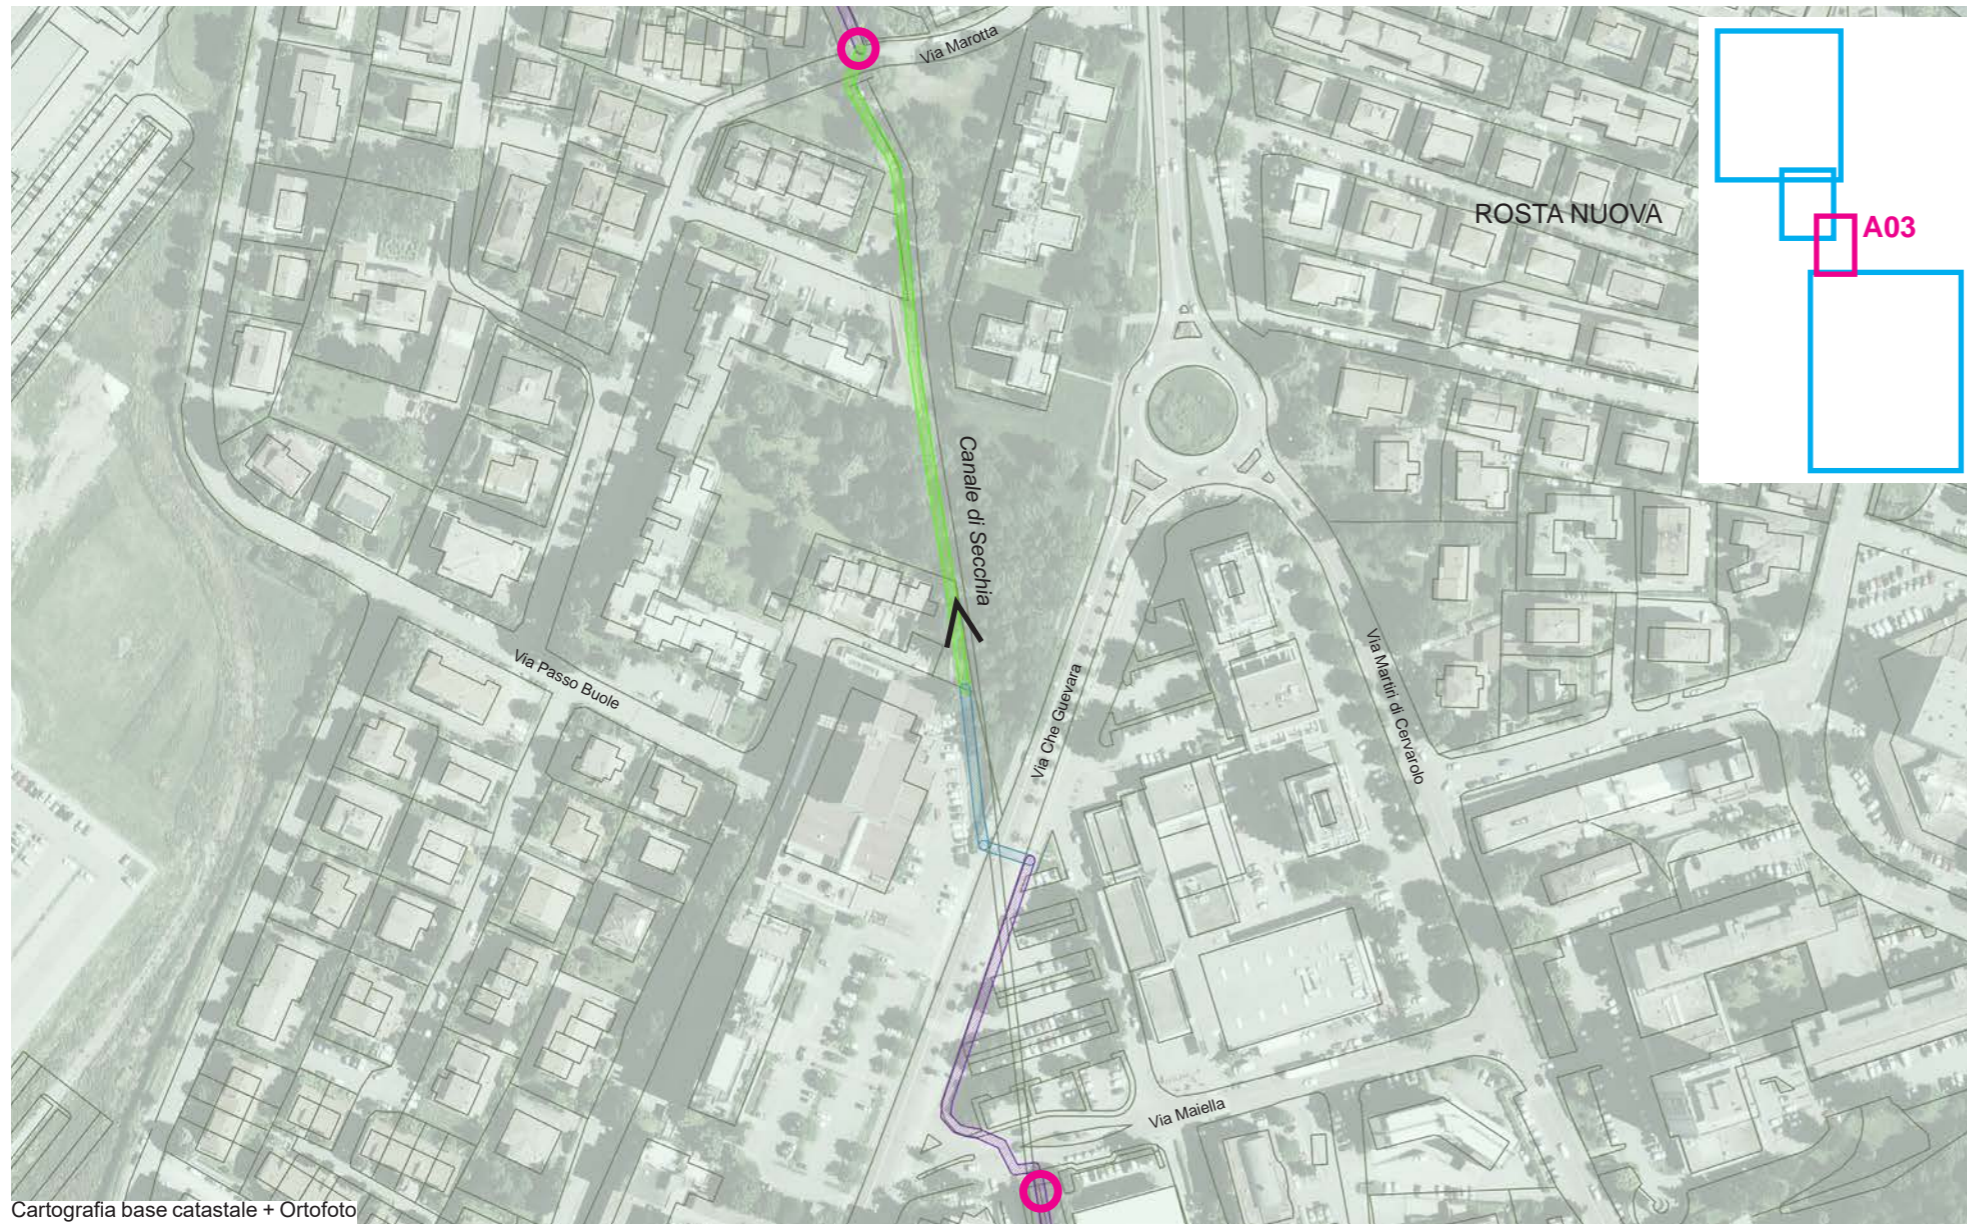 Via Marotta
ROSTA NUOVA
A03
Canale di Secchia
Via Passo Buole
Via Che Guevara
Via Martiri di Cervarolo
Via Maiella
Cartografia base catastale + Ortofoto